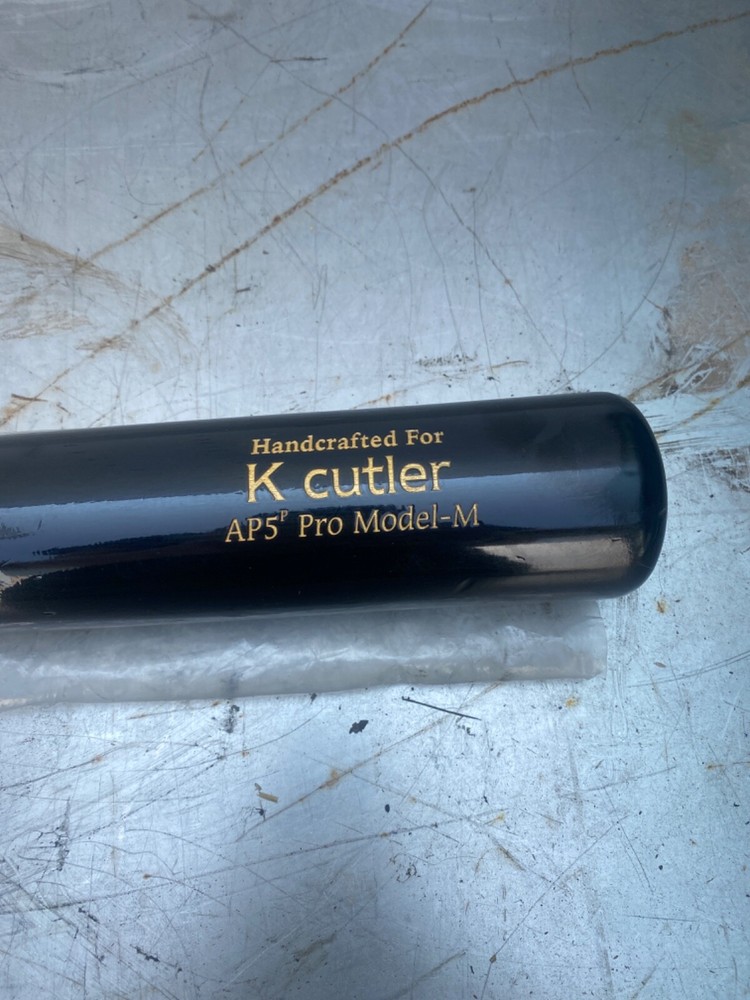 Handcrafted For
K cutler
AP5ᴾ Pro Model-M